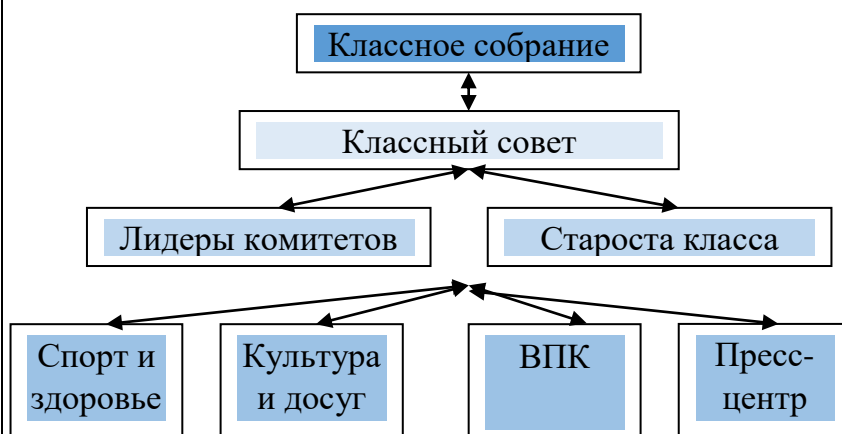 Классное собрание
Классный совет
Лидеры комитетов
Староста класса
Спорт и
здоровье
Культура
и досуг
ВПК
Пресс-
центр